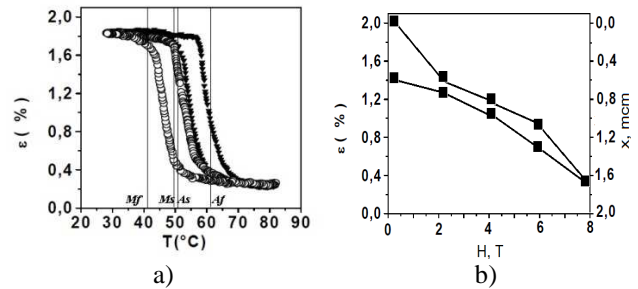 a)
2,0
1,6
1,2
0,8
0,4
0,0
ε ( % )
Mf Ms As Af
20 30 40 50 60 70 80 90
T(°C)
a)
b
2,0
1,6
1,2
0,8
0,4
0,0
ε ( % )
0,0
0,4
0,8
1,2
1,6
2,0
x, mcm
0 2 4 6 8
H, T
b)